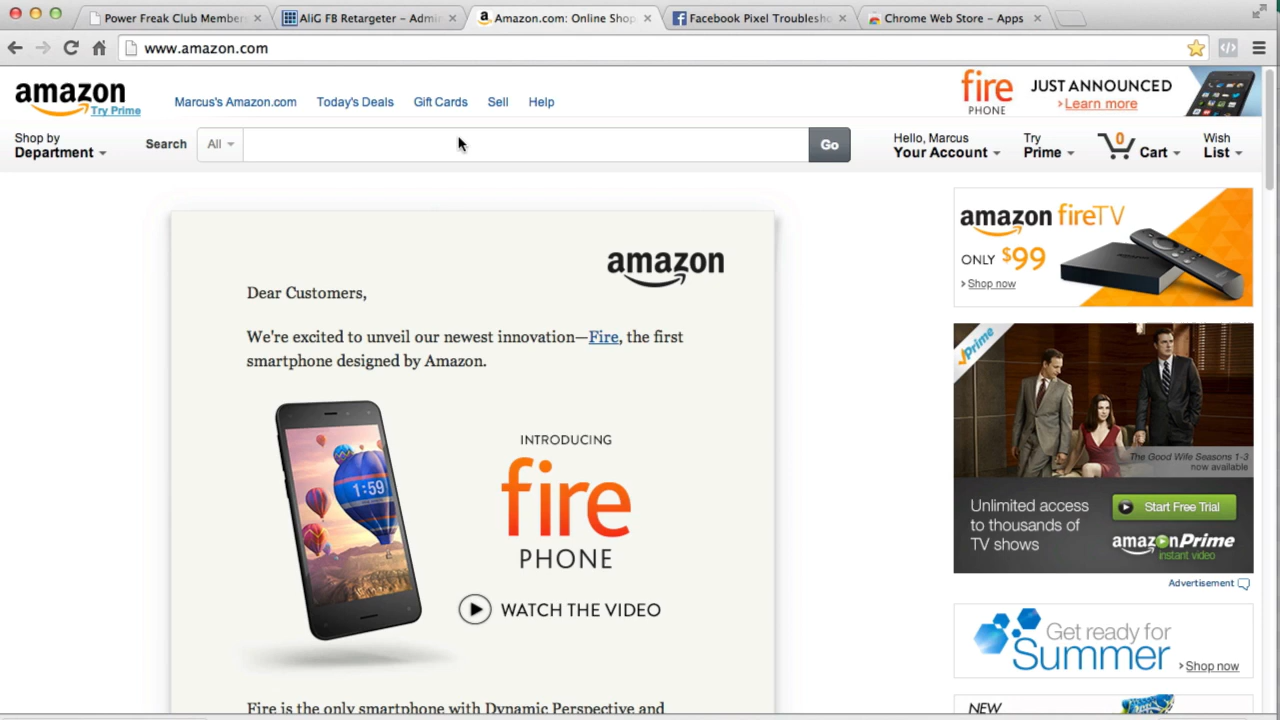 Power Freak Club Member
AliG FB Retargeter - Admi
Amazon.com: Online Shop
Facebook Pixel Troublesho
Chrome Web Store - Apps
www.amazon.com
amazon
Try Prime
Marcus's Amazon.com
Today's Deals
Gift Cards
Sell
Help
fire
PHONE
JUST ANNOUNCED
Learn more
Shop by
Department
Search
All
Go
Hello, Marcus
Your Account
Try
Prime
0
Cart
Wish
List
amazon
Dear Customers,
We're excited to unveil our newest innovation—Fire, the first
smartphone designed by Amazon.
1:59
INTRODUCING
fire
PHONE
WATCH THE VIDEO
Fire is the only smartphone with Dynamic Perspective and
amazon fireTV
ONLY $99
Shop now
Prime
The Good Wife Seasons 1-3
now available
Unlimited access
to thousands of
TV shows
Start Free Trial
amazonPrime
instant video
Advertisement
Get ready for
Summer
Shop now
NEW